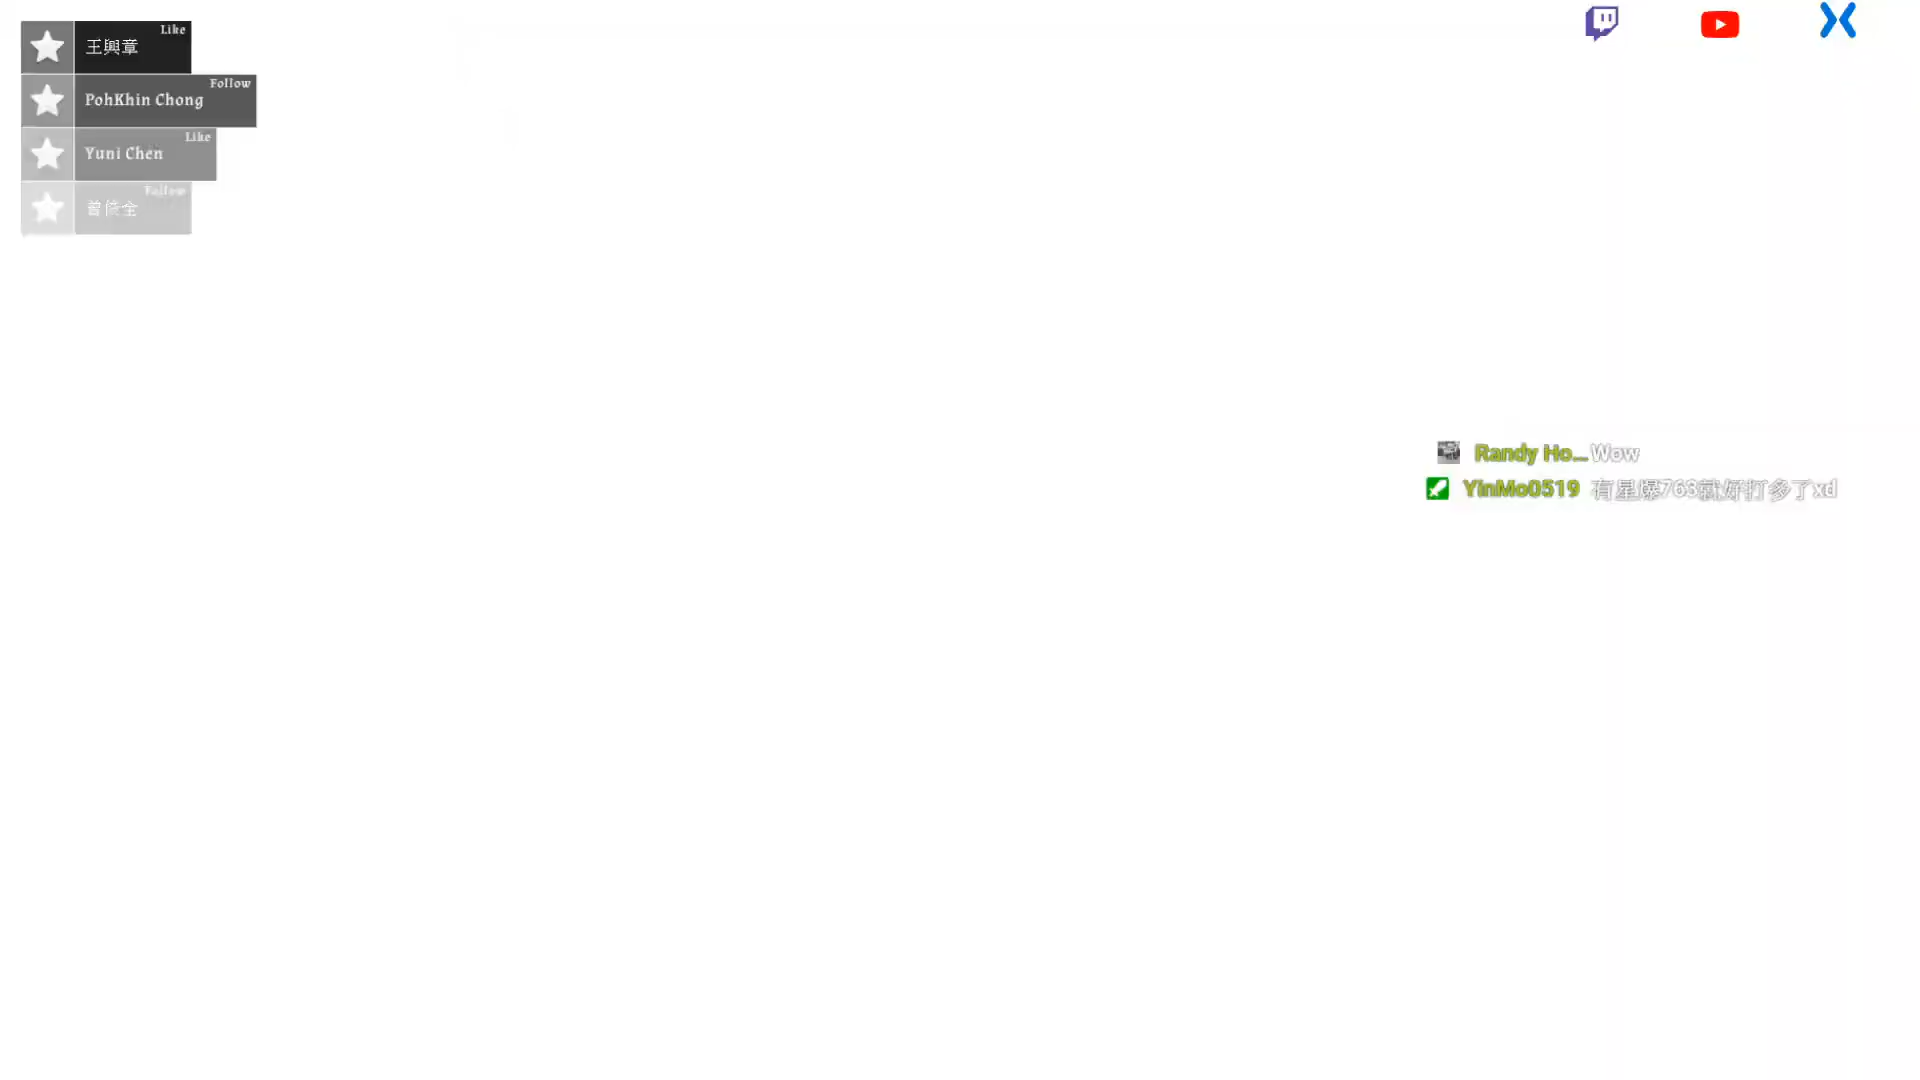 Like
王興章
Follow
PohKhin Chong
Like
Yuni Chen
Follow
Randy Ho... Wow
YinMo0519 有星爆763就好打多了xd